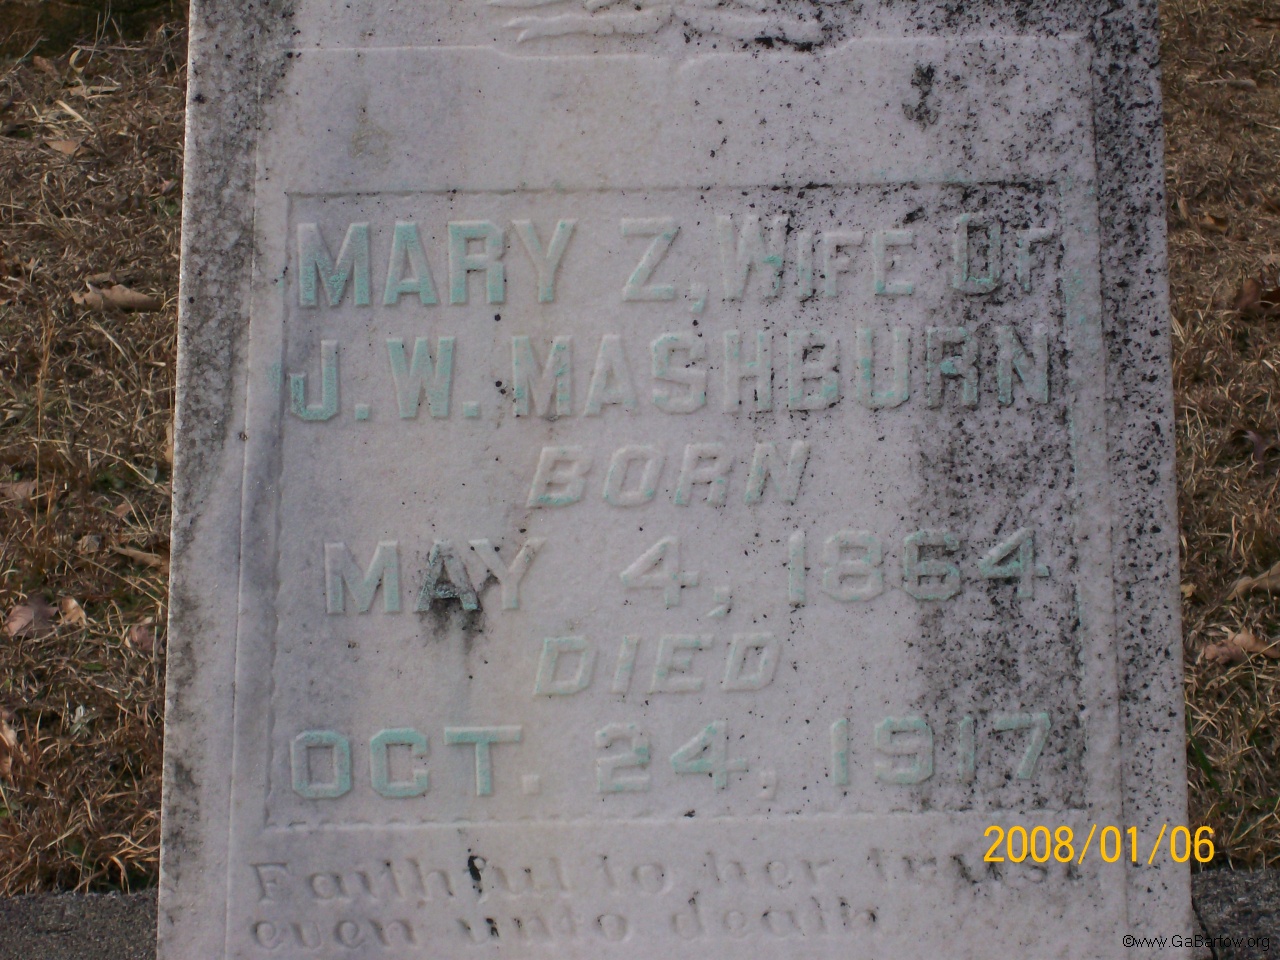 MARY Z, WIFE OF
J. W. MASHBURN
BORN
MAY 4, 1864
DIED
OCT. 24, 1917
Faithful to her trust
even unto death
2008/01/06
©www.GaBartow.org